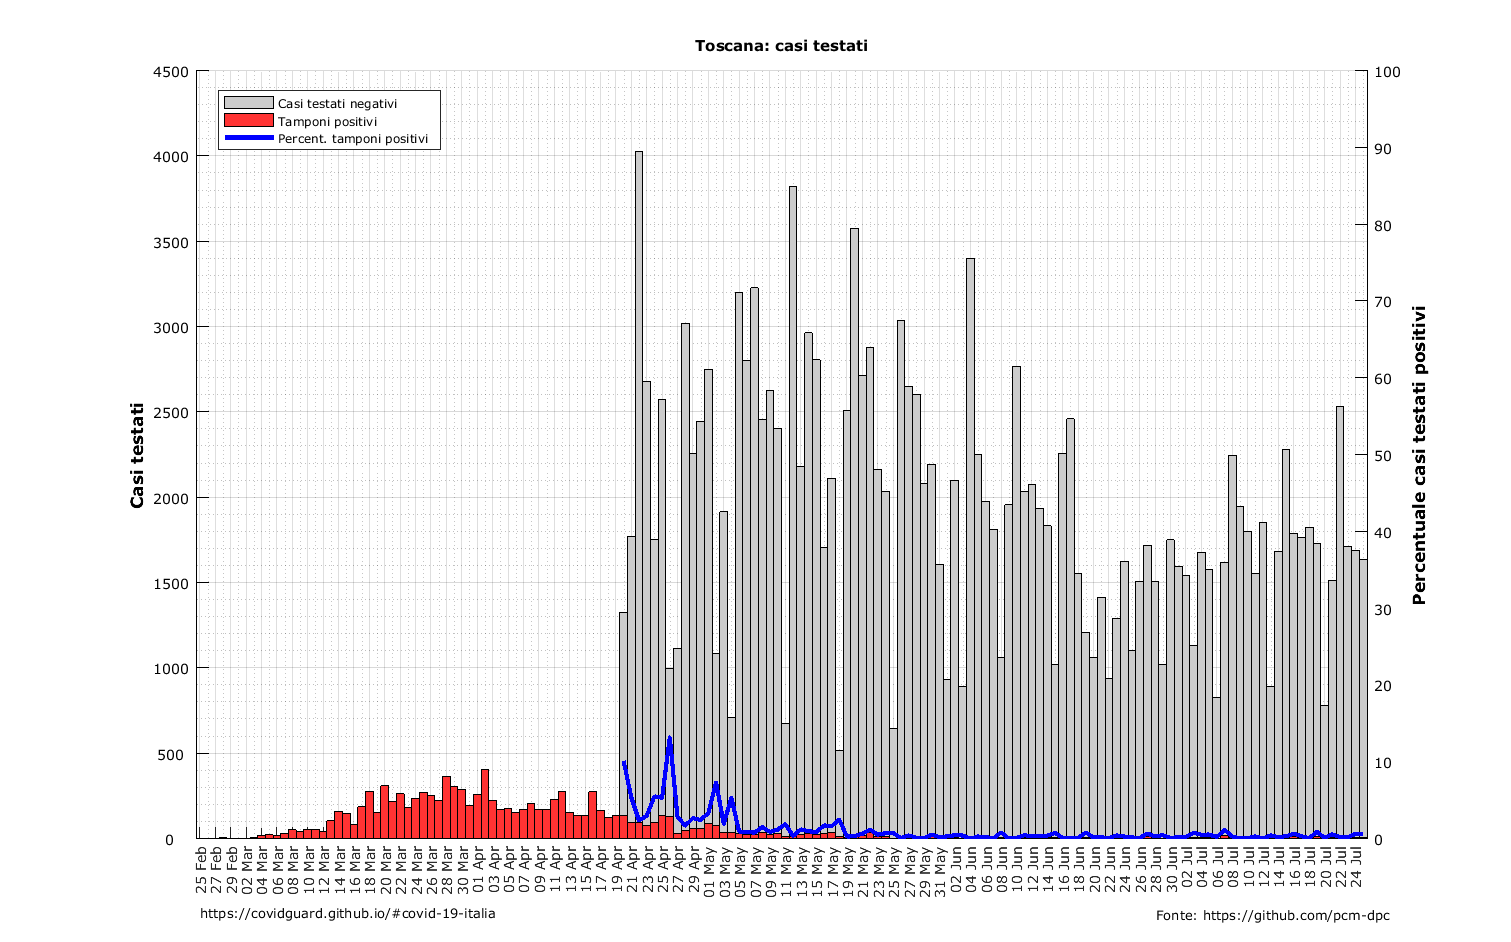 Toscana: casi testati
Casi testati negativi
Tamponi positivi
Percent. tamponi positivi
Casi testati
4500
4000
3500
3000
2500
2000
1500
1000
500
0
Percentuale casi testati positivi
100
90
80
70
60
50
40
30
20
10
0
25 Feb
27 Feb
29 Feb
02 Mar
04 Mar
06 Mar
08 Mar
10 Mar
12 Mar
14 Mar
16 Mar
18 Mar
20 Mar
22 Mar
24 Mar
26 Mar
28 Mar
30 Mar
01 Apr
03 Apr
05 Apr
07 Apr
09 Apr
11 Apr
13 Apr
15 Apr
17 Apr
19 Apr
21 Apr
23 Apr
25 Apr
27 Apr
29 Apr
01 May
03 May
05 May
07 May
09 May
11 May
13 May
15 May
17 May
19 May
21 May
23 May
25 May
27 May
29 May
31 May
02 Jun
04 Jun
06 Jun
08 Jun
10 Jun
12 Jun
14 Jun
16 Jun
18 Jun
20 Jun
22 Jun
24 Jun
26 Jun
28 Jun
30 Jun
02 Jul
04 Jul
06 Jul
08 Jul
10 Jul
12 Jul
14 Jul
16 Jul
18 Jul
20 Jul
22 Jul
24 Jul
https://covidguard.github.io/#covid-19-italia
Fonte: https://github.com/pcm-dpc